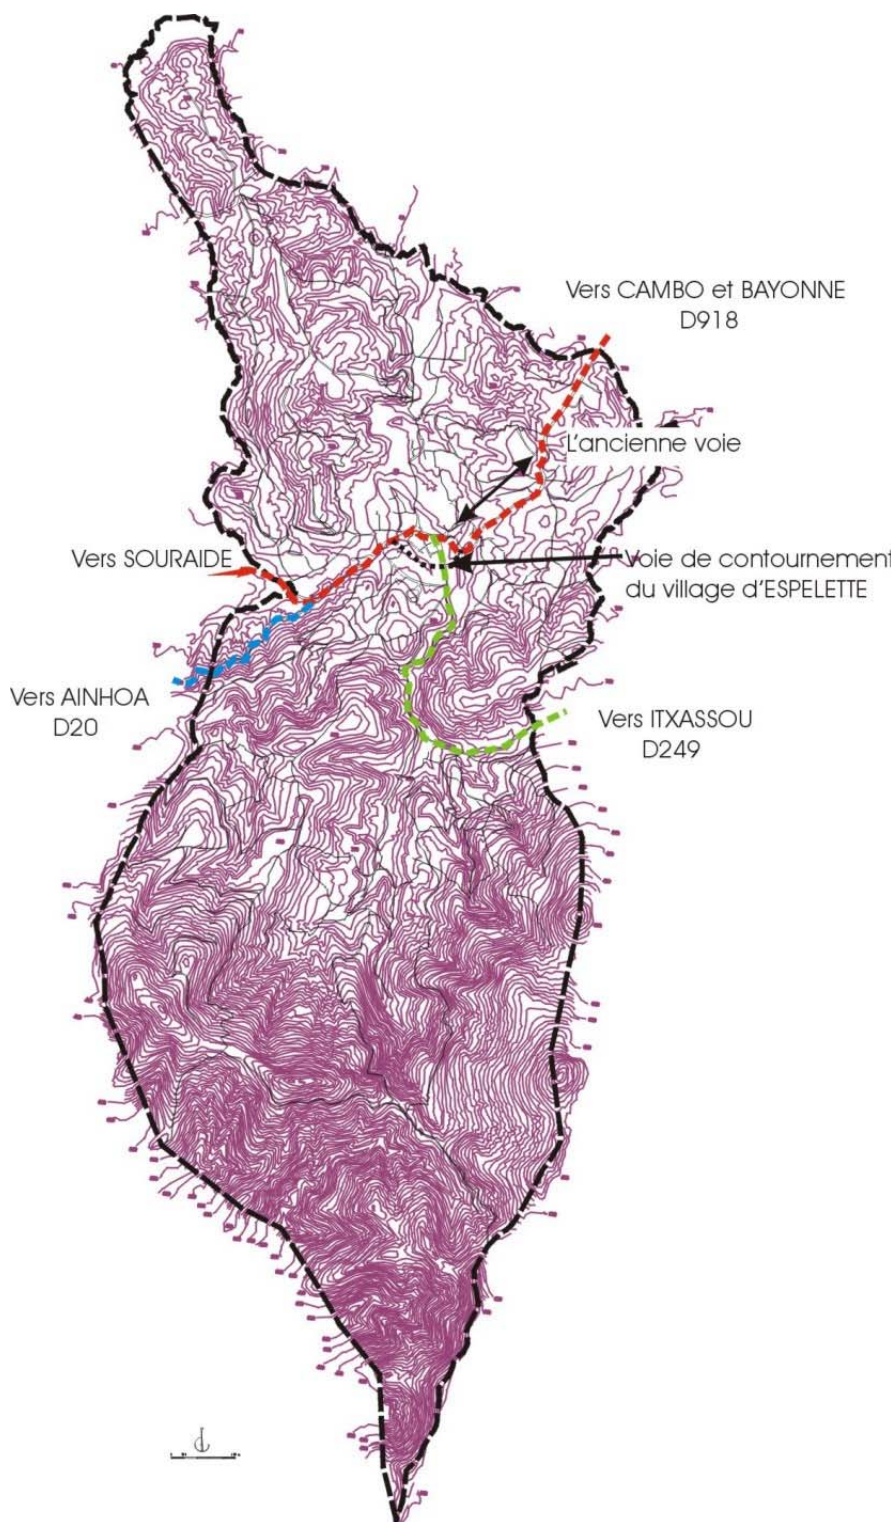 Vers CAMBO et BAYONNE
D918
L'ancienne voie
Vers SOURAIDE
Voie de contournement
du village d'ESPELETTE
Vers AINHOA
D20
Vers ITXASSOU
D249